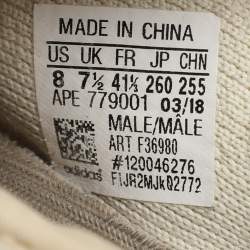 MADE IN CHINA
US UK FR JP CHN
8 7½ 41⅓ 260 255
APE 779001 03/18
MALE/MÂLE
ART F36980
#120046276
adidas F1JR2MJk02772